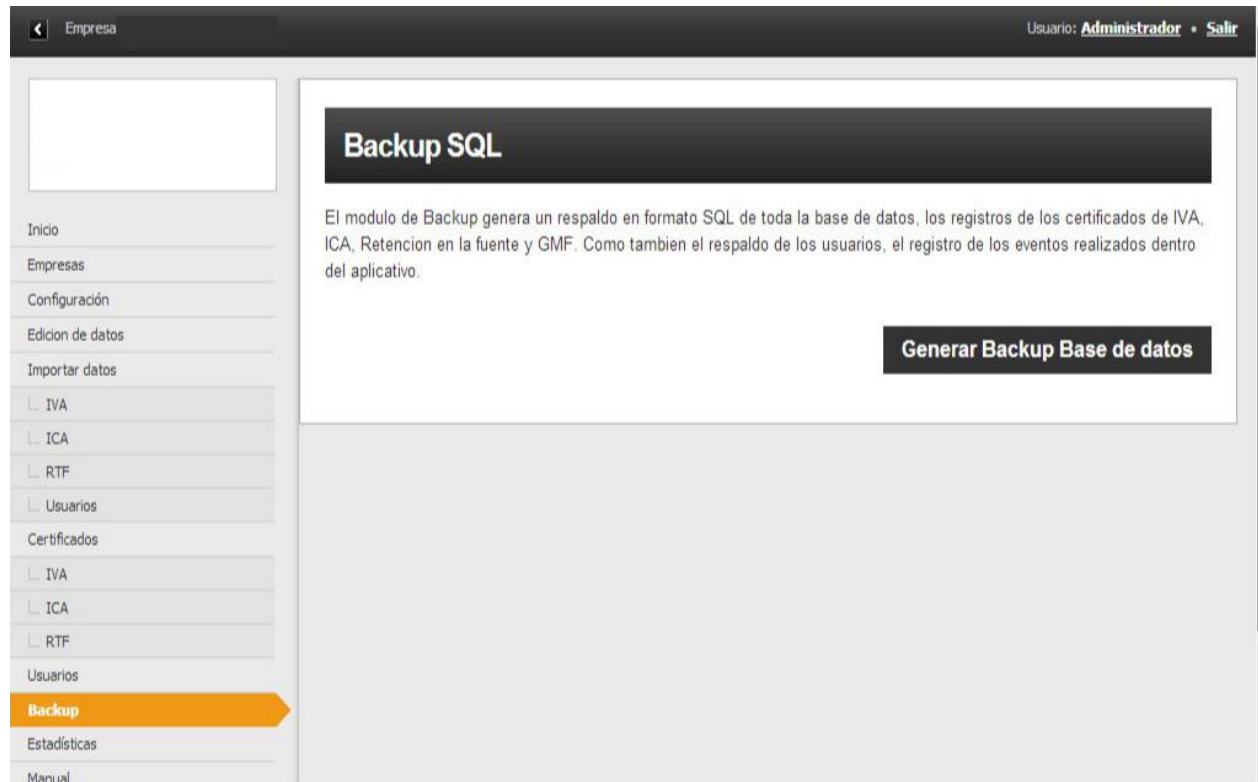 Empresa
Usuario: Administrador • Salir
Inicio
Empresas
Configuración
Edicion de datos
Importar datos
IVA
ICA
RTF
Usuarios
Certificados
IVA
ICA
RTF
Usuarios
Backup
Estadísticas
Manual
Backup SQL
El modulo de Backup genera un respaldo en formato SQL de toda la base de datos, los registros de los certificados de IVA,
ICA, Retencion en la fuente y GMF. Como tambien el respaldo de los usuarios, el registro de los eventos realizados dentro
del aplicativo.
Generar Backup Base de datos